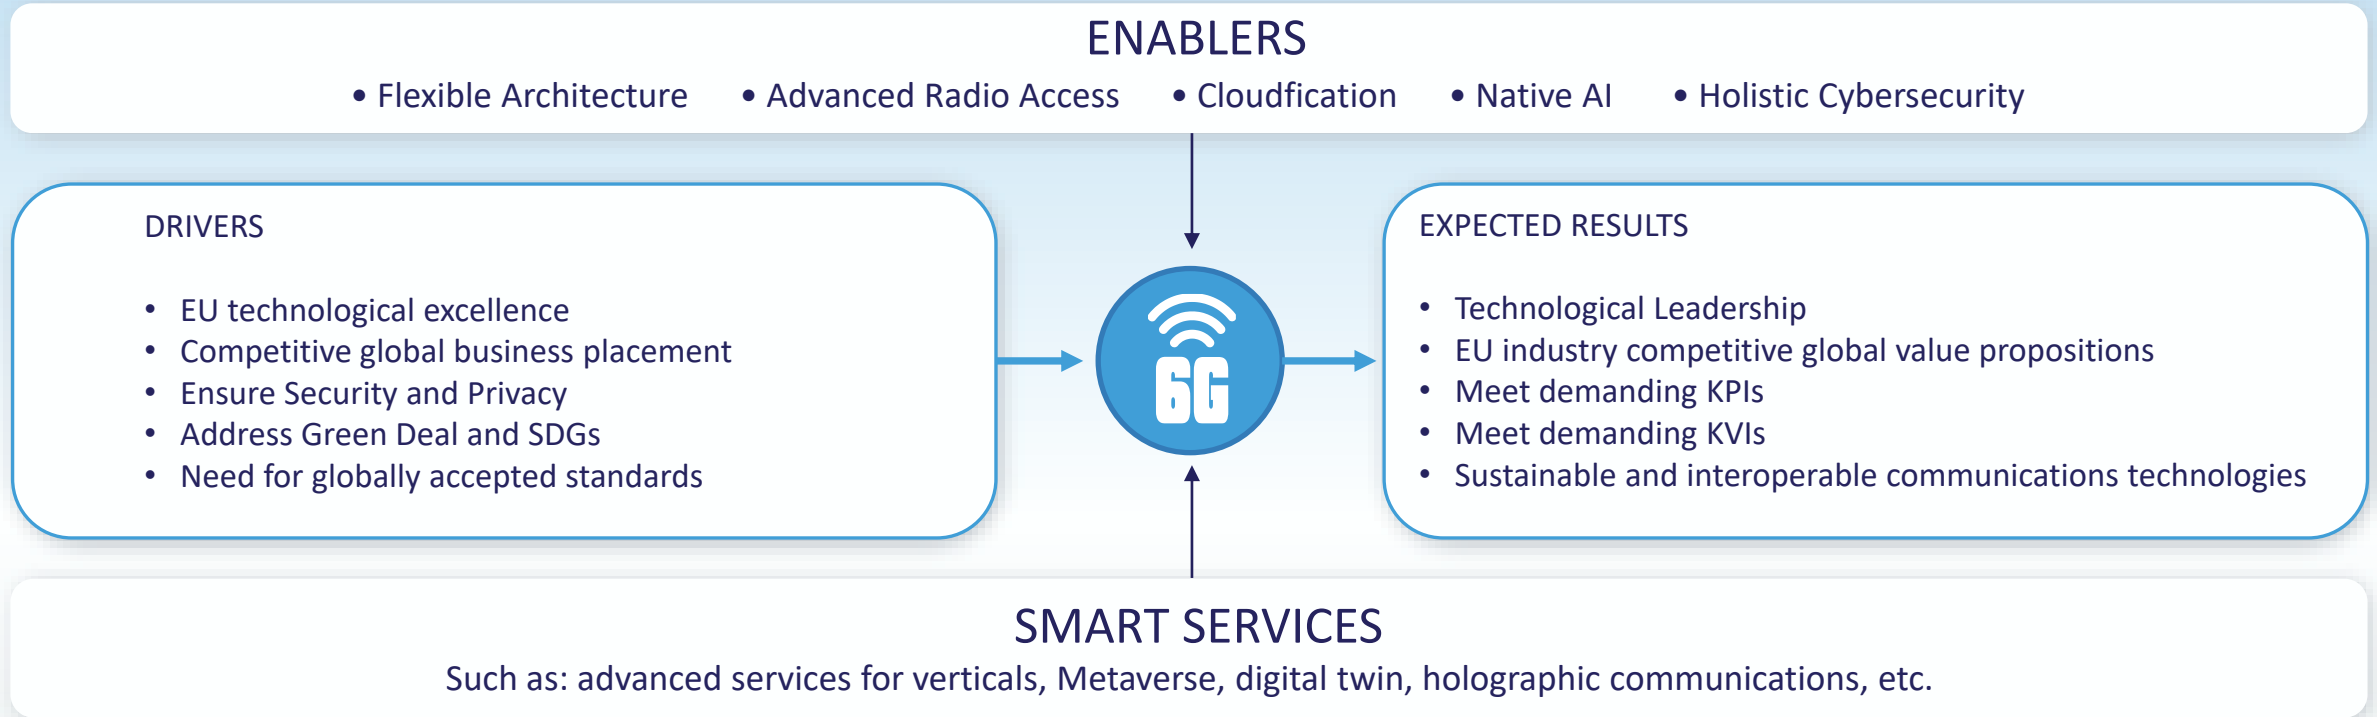 ENABLERS
• Flexible Architecture • Advanced Radio Access • Cloudfication • Native AI • Holistic Cybersecurity
DRIVERS
• EU technological excellence
• Competitive global business placement
• Ensure Security and Privacy
• Address Green Deal and SDGs
• Need for globally accepted standards
6G
EXPECTED RESULTS
• Technological Leadership
• EU industry competitive global value propositions
• Meet demanding KPIs
• Meet demanding KVIs
• Sustainable and interoperable communications technologies
SMART SERVICES
Such as: advanced services for verticals, Metaverse, digital twin, holographic communications, etc.